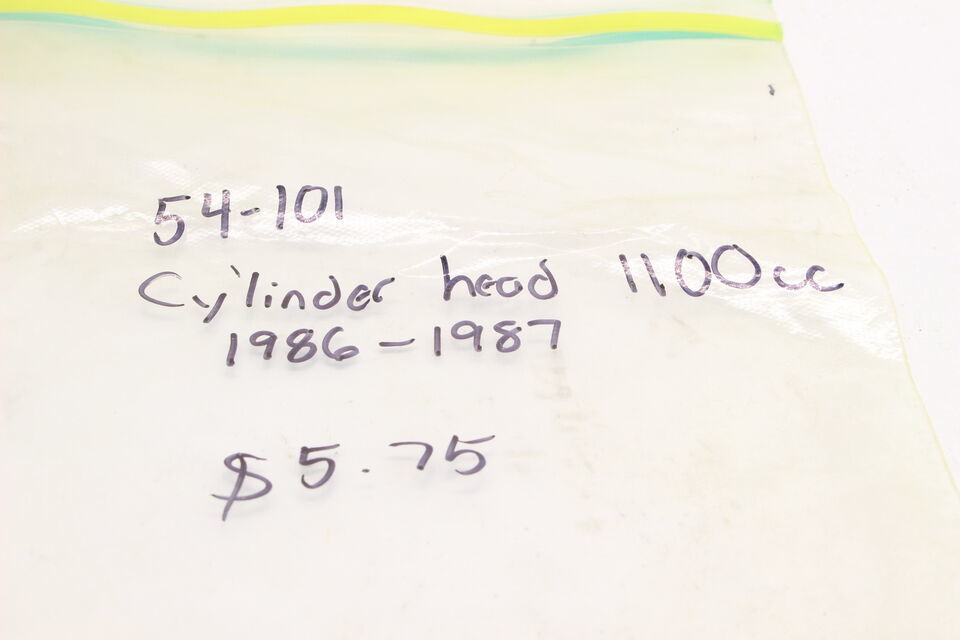 54-101
Cylinder head 1100cc
1986-1987
$5.75